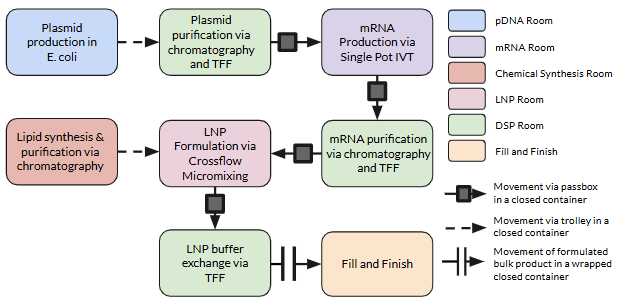 Plasmid
production in
E. coli
Plasmid
purification via
chromatography
and TFF
mRNA
Production via
Single Pot IVT
Lipid synthesis &
purification via
chromatography
LNP
Formulation via
Crossflow
Micromixing
mRNA purification
via chromatography
and TFF
LNP buffer
exchange via
TFF
Fill and Finish
pDNA Room
mRNA Room
Chemical Synthesis Room
LNP Room
DSP Room
Fill and Finish
Movement via passbox
in a closed container
Movement via trolley in a
closed container
Movement of formulated
bulk product in a wrapped
closed container